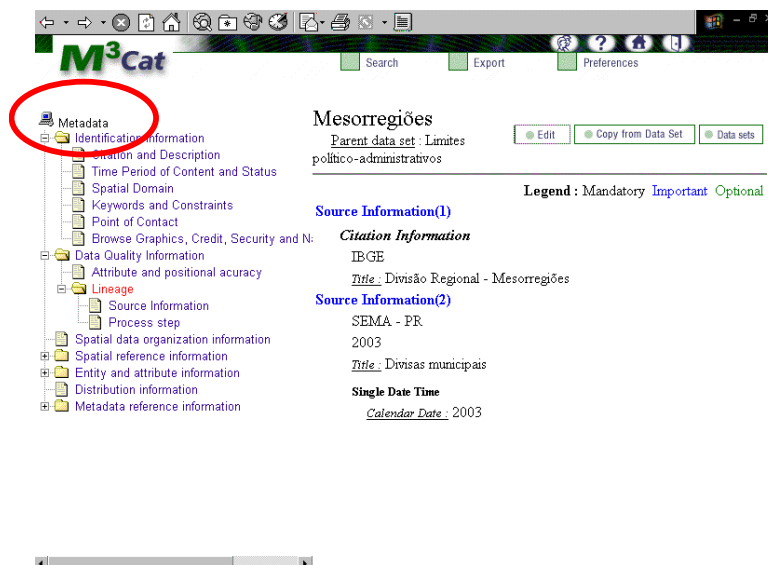 M3Cat
Search Export Preferences
Metadata
Identification Information
Citation and Description
Time Period of Content and Status
Spatial Domain
Keywords and Constraints
Point of Contact
Browse Graphics, Credit, Security and N
Data Quality Information
Attribute and positional acuracy
Lineage
Source Information
Process step
Spatial data organization information
Spatial reference information
Entity and attribute information
Distribution information
Metadata reference information
Mesorregiões
Parent data set : Limites
político-administrativos
Edit Copy from Data Set Data sets
Legend : Mandatory Important Optional
Source Information(1)
Citation Information
IBGE
Title : Divisão Regional - Mesorregiões
Source Information(2)
SEMA - PR
2003
Title : Divisas municipais
Single Date Time
Calendar Date : 2003